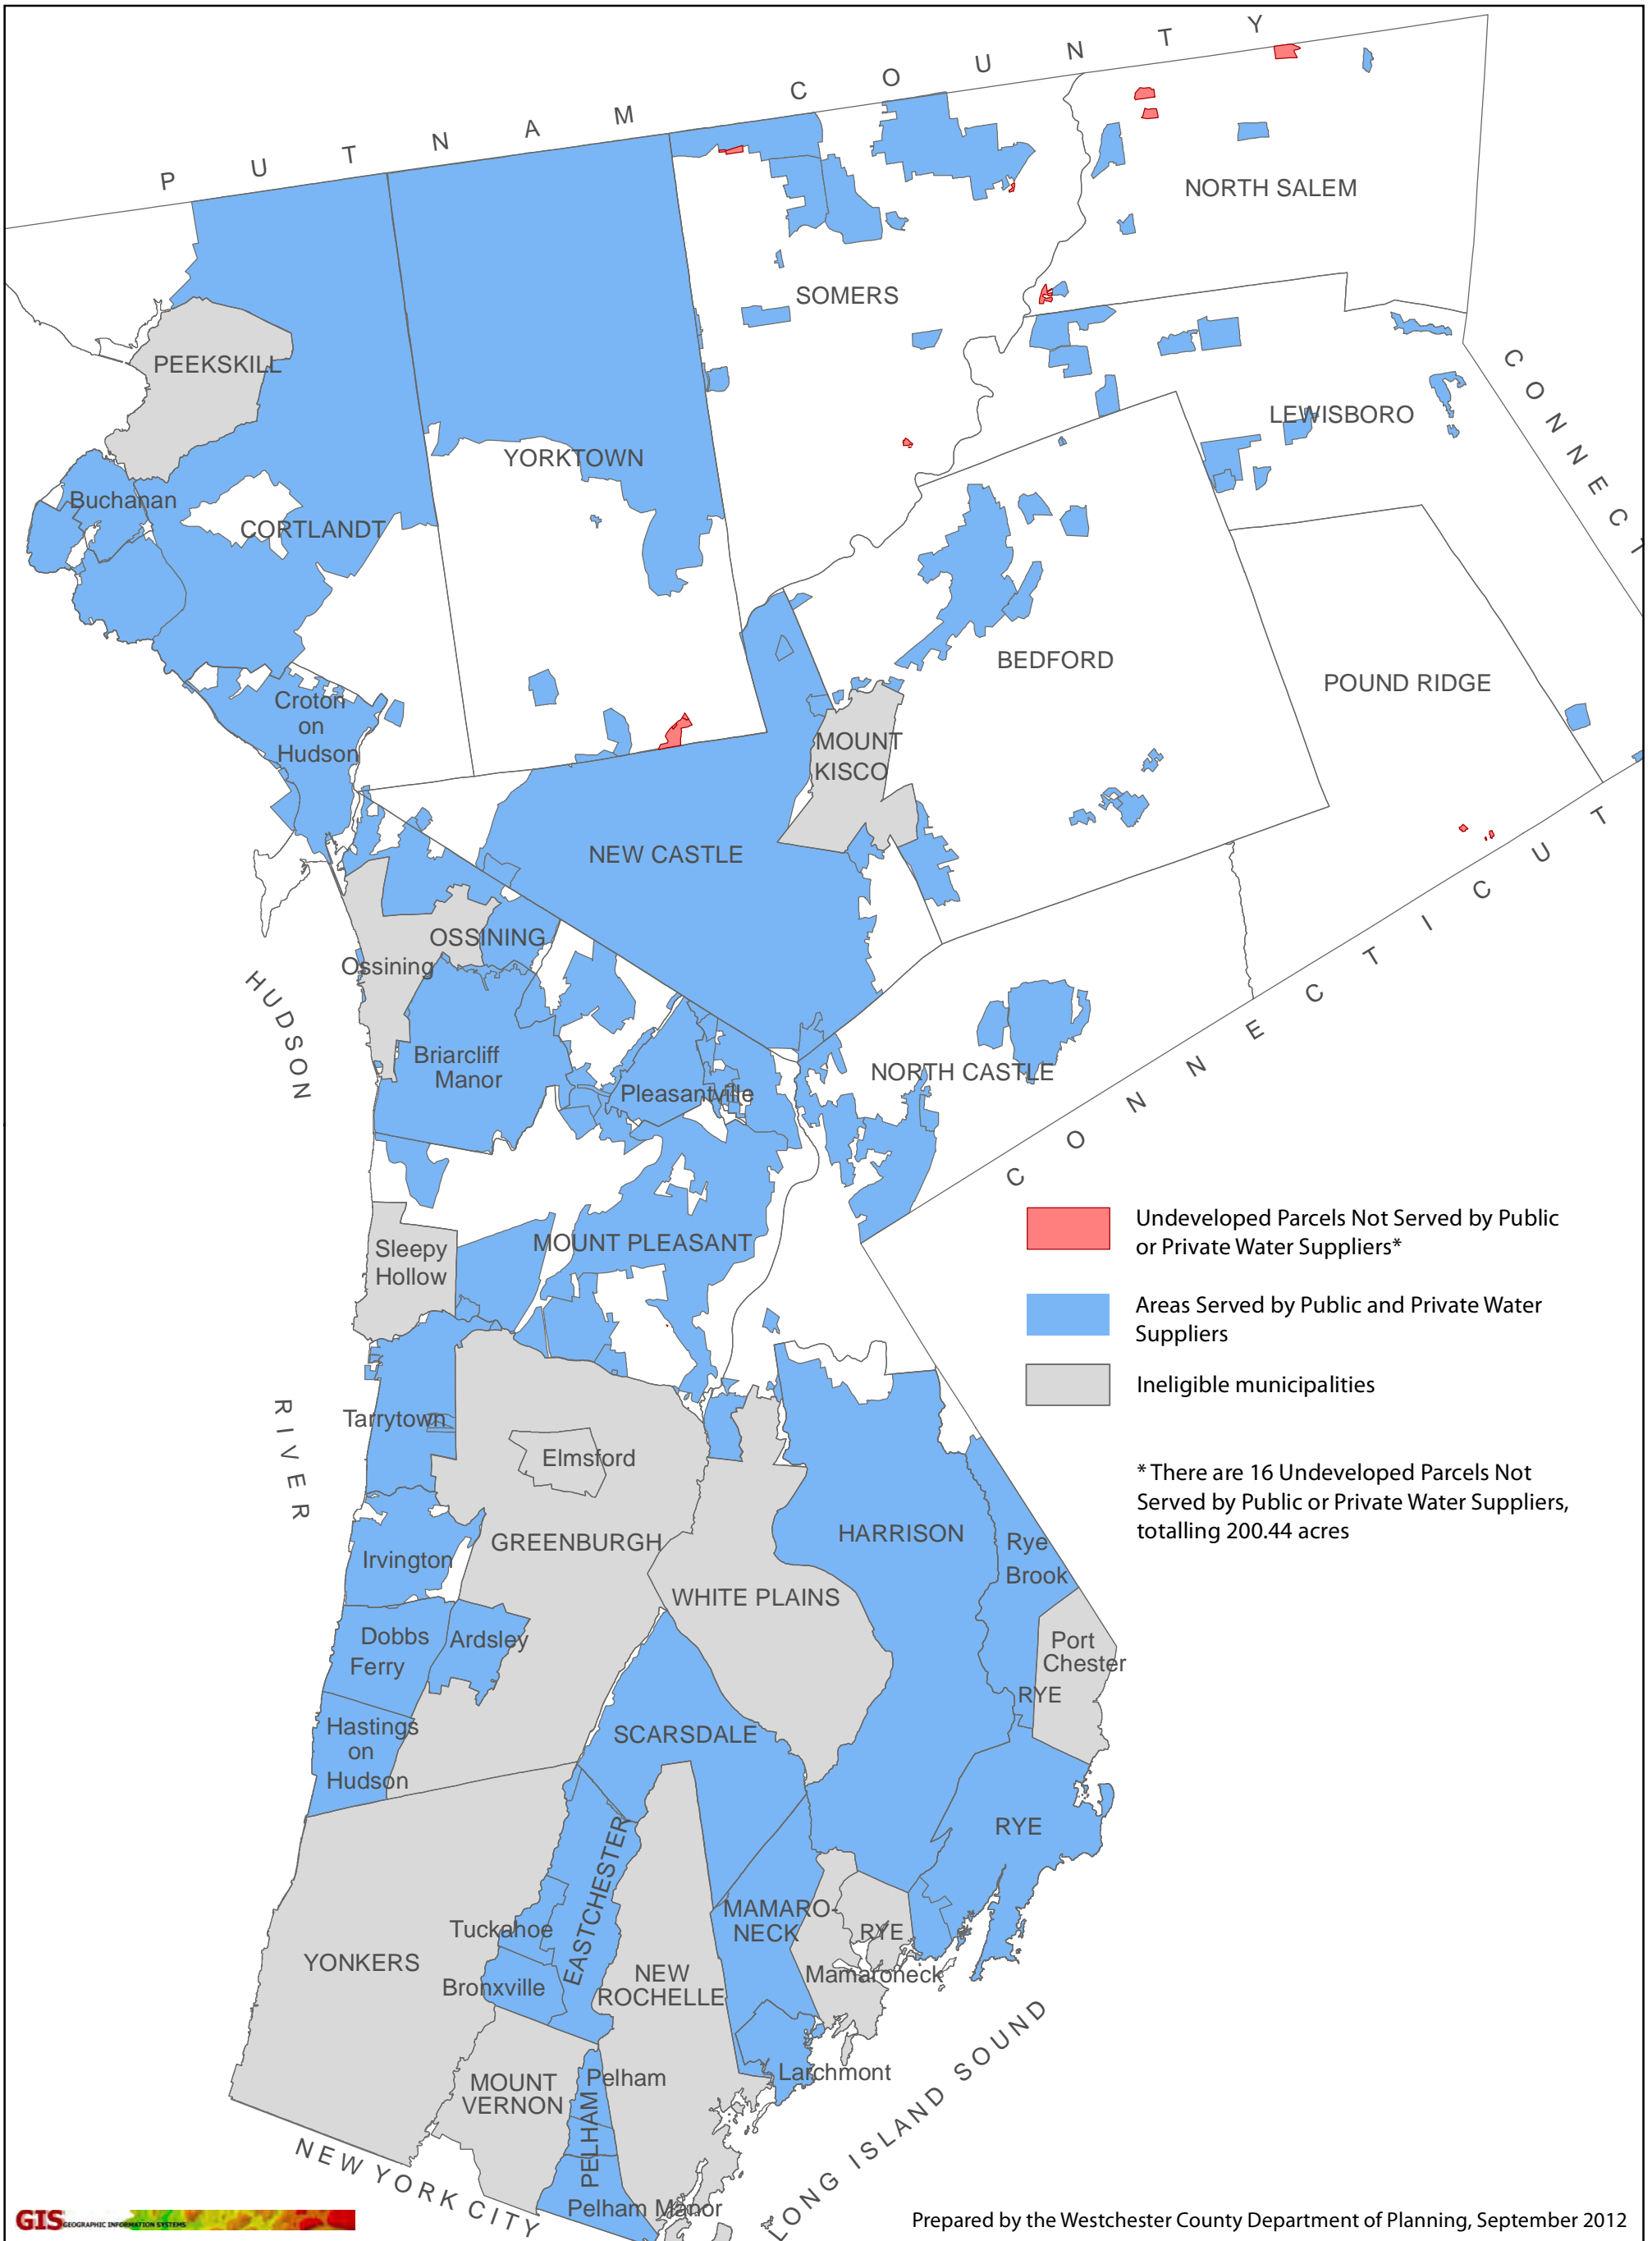 PUTNAM COUNTY
NORTH SALEM
SOMERS
PEEKSKILL
LEWISBORO
YORKTOWN
Buchanan
CORTLANDT
CONNECTICUT
BEDFORD
POUND RIDGE
Croton
on
Hudson
MOUNT
KISCO
NEW CASTLE
OSSINING
Ossining
HUDSON
Briarcliff
Manor
Pleasantville
NORTH CASTLE
CONNECT
Sleepy
Hollow
MOUNT PLEASANT
Undeveloped Parcels Not Served by Public
or Private Water Suppliers*
Areas Served by Public and Private Water
Suppliers
Ineligible municipalities
* There are 16 Undeveloped Parcels Not
Served by Public or Private Water Suppliers,
totalling 200.44 acres
RIVER
Tarrytown
Elmsford
GREENBURGH
HARRISON
Rye
Brook
Irvington
WHITE PLAINS
Dobbs
Ferry
Ardsley
Port
Chester
RYE
Hastings
on
Hudson
SCARSDALE
RYE
EASTCHESTER
MAMARO-
NECK
RYE
Tuckahoe
YONKERS
Bronxville
NEW
ROCHELLE
Mamaroneck
Larchmont
MOUNT
VERNON
Pelham
PELHAM
Pelham Manor
LONG ISLAND SOUND
NEW YORK CITY
GIS GEOGRAPHIC INFORMATION SYSTEMS
Prepared by the Westchester County Department of Planning, September 2012